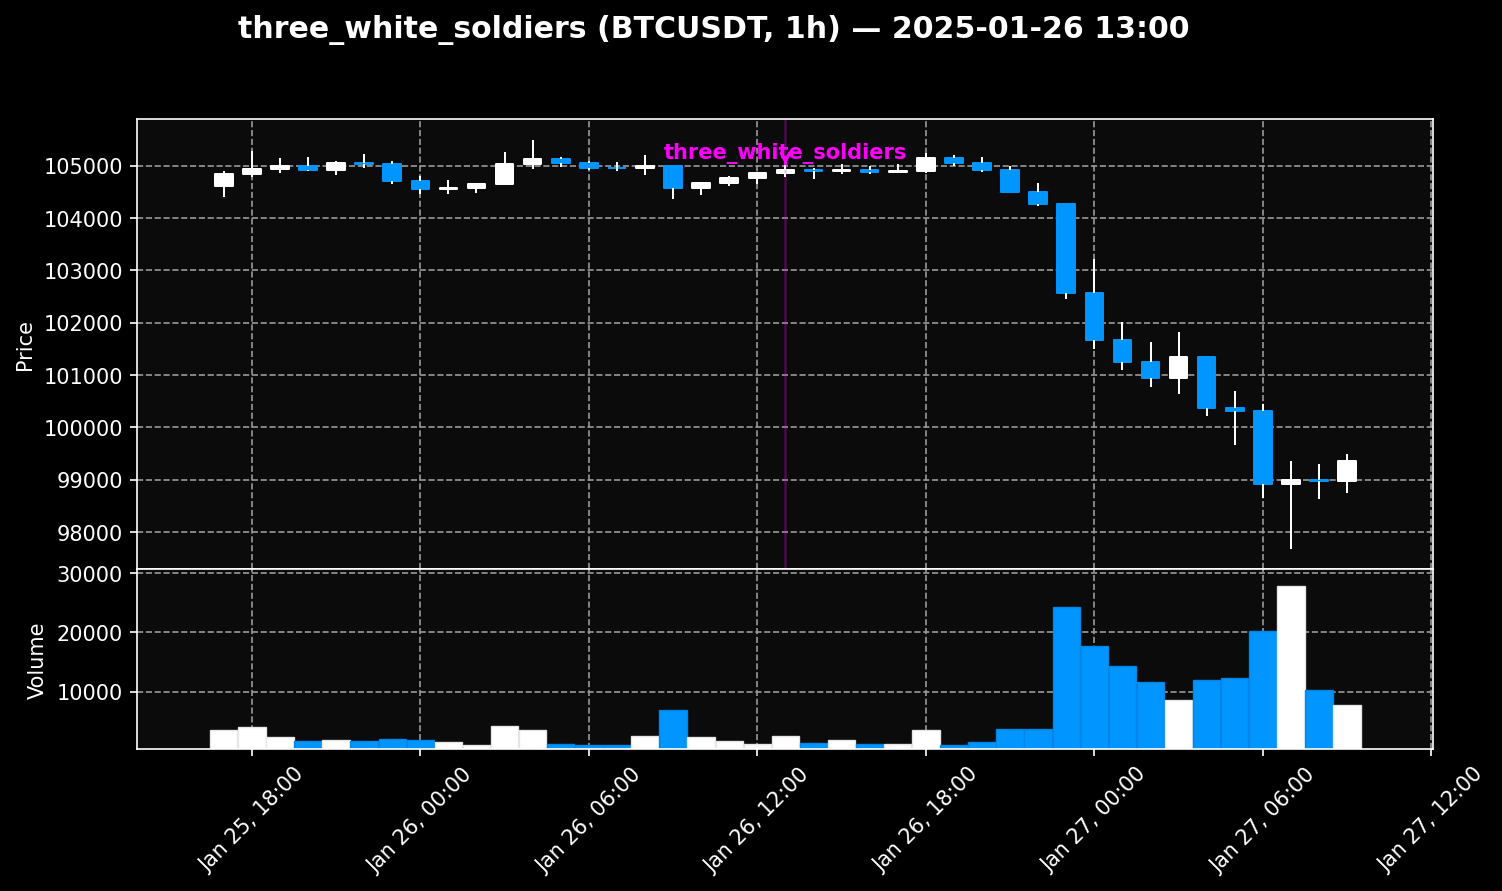 three_white_soldiers (BTCUSDT, 1h) — 2025-01-26 13:00
three_white_soldiers
Price
105000
104000
103000
102000
101000
100000
99000
98000
Volume
30000
20000
10000
Jan 25, 18:00
Jan 26, 00:00
Jan 26, 06:00
Jan 26, 12:00
Jan 26, 18:00
Jan 27, 00:00
Jan 27, 06:00
Jan 27, 12:00